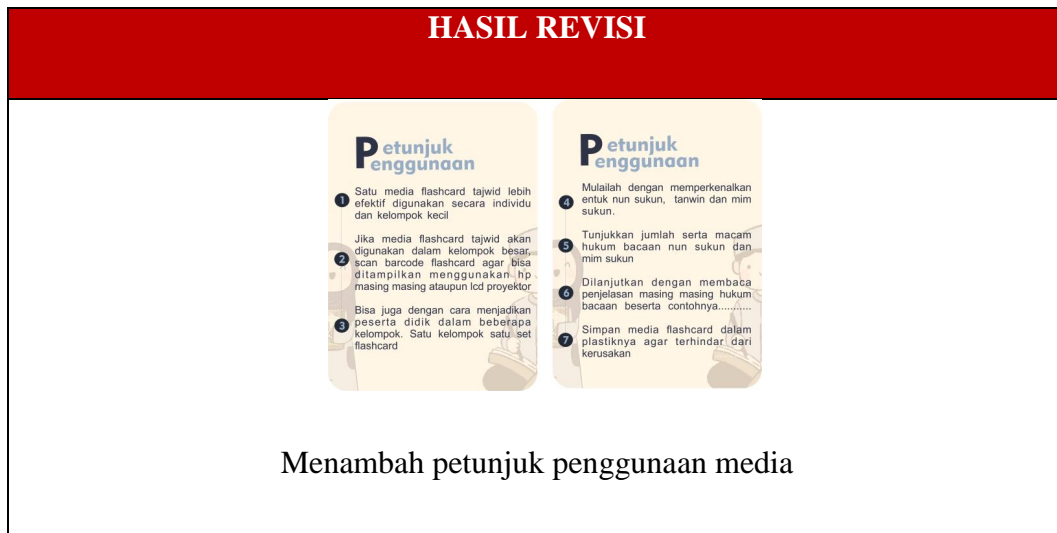 HASIL REVISI
Petunjuk
Penggunaan
1 Satu media flashcard tajwid lebih
efektif digunakan secara individu
dan kelompok kecil
2 Jika media flashcard tajwid akan
digunakan dalam kelompok besar,
scan barcode flashcard agar bisa
ditampilkan menggunakan hp
masing masing ataupun lcd proyektor
3 Bisa juga dengan cara menjadikan
peserta didik dalam beberapa
kelompok. Satu kelompok satu set
flashcard
Petunjuk
Penggunaan
4 Mulailah dengan memperkenalkan
entuk nun sukun, tanwin dan mim
sukun.
5 Tunjukkan jumlah serta macam
hukum bacaan nun sukun dan
mim sukun
6 Dilanjutkan dengan membaca
penjelasan masing masing hukum
bacaan beserta contohnya...........
7 Simpan media flashcard dalam
plastiknya agar terhindar dari
kerusakan
Menambah petunjuk penggunaan media